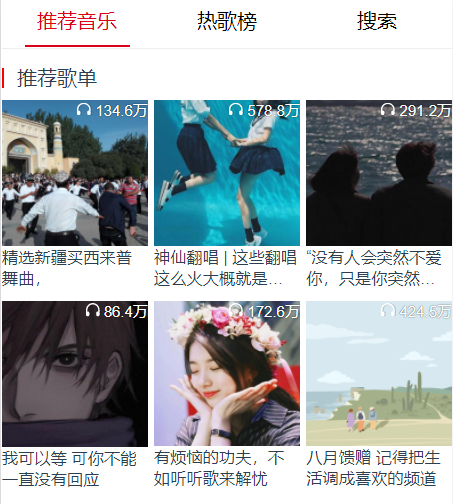 推荐音乐
热歌榜
搜索
推荐歌单
134.6万
578.8万
291.2万
精选新疆买西来普
舞曲，
神仙翻唱 | 这些翻唱
这么火大概就是...
“没有人会突然不爱
你，只是你突然...
86.4万
172.6万
424.5万
我可以等 可你不能
一直没有回应
有烦恼的功夫，不
如听听歌来解忧
八月馈赠 记得把生
活调成喜欢的频道